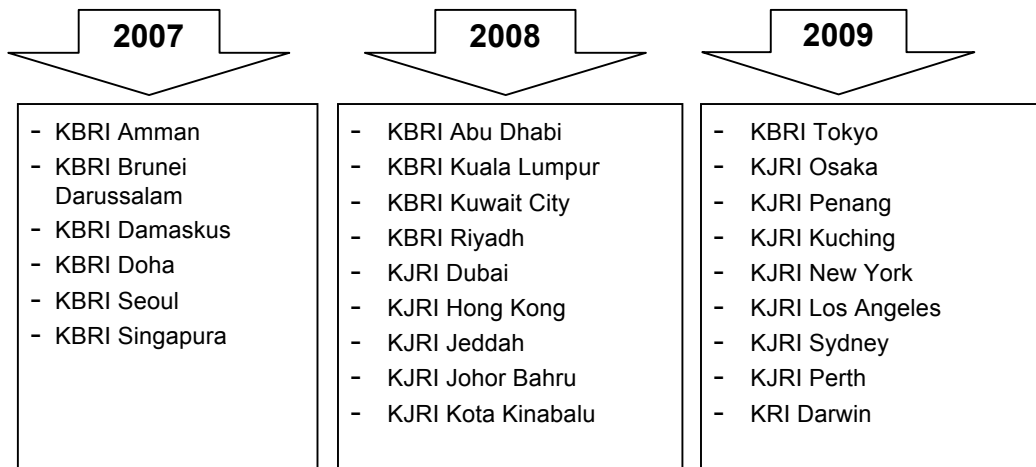 2007
- KBRI Amman
- KBRI Brunei
Darussalam
- KBRI Damaskus
- KBRI Doha
- KBRI Seoul
- KBRI Singapura
2008
- KBRI Abu Dhabi
- KBRI Kuala Lumpur
- KBRI Kuwait City
- KBRI Riyadh
- KJRI Dubai
- KJRI Hong Kong
- KJRI Jeddah
- KJRI Johor Bahru
- KJRI Kota Kinabalu
2009
- KBRI Tokyo
- KJRI Osaka
- KJRI Penang
- KJRI Kuching
- KJRI New York
- KJRI Los Angeles
- KJRI Sydney
- KJRI Perth
- KRI Darwin